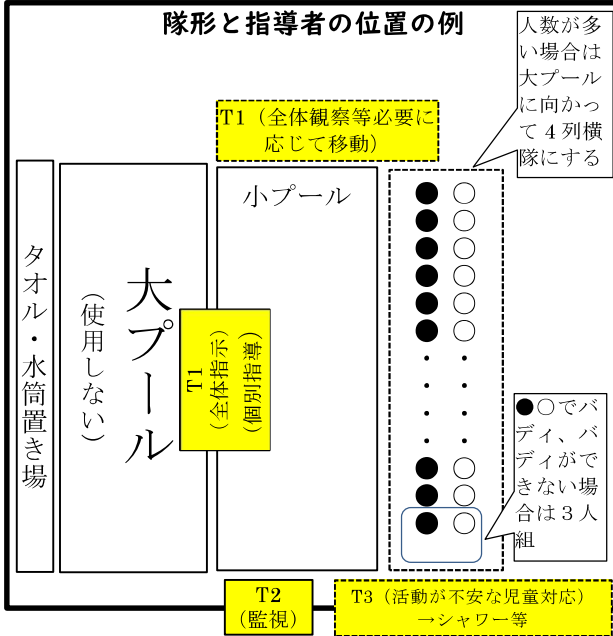 隊形と指導者の位置の例
人数が多
い場合は
大プール
に向かっ
て４列横
隊にする
T1（全体観察等必要に
応じて移動）
タオル・水筒置き場
大プール
（使用しない）
小プール
T1
（全体指示）
（個別指導）
●○でバ
ディ、バ
ディがで
きない場
合は３人
組
T2
（監視）
T3（活動が不安な児童対応）
→シャワー等